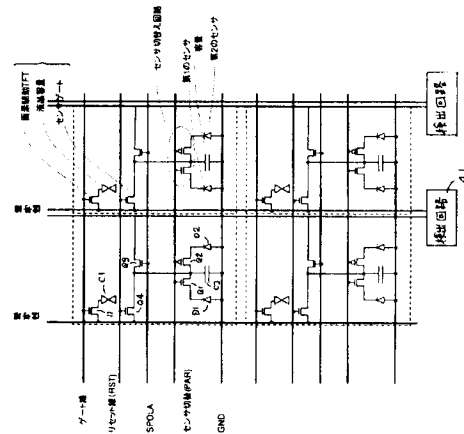 画素駆動TFT
液晶容量
センサゲート
センサ切替え回路
第1のセンサ
容量
第2のセンサ
信号線
信号線
ゲート線
リセット線(RST)
SPOLA
センサ切替(PAR)
GND
C1
11
Q4
Q3
Q1
Q2
D1
D2
C3
検出回路
検出回路
41